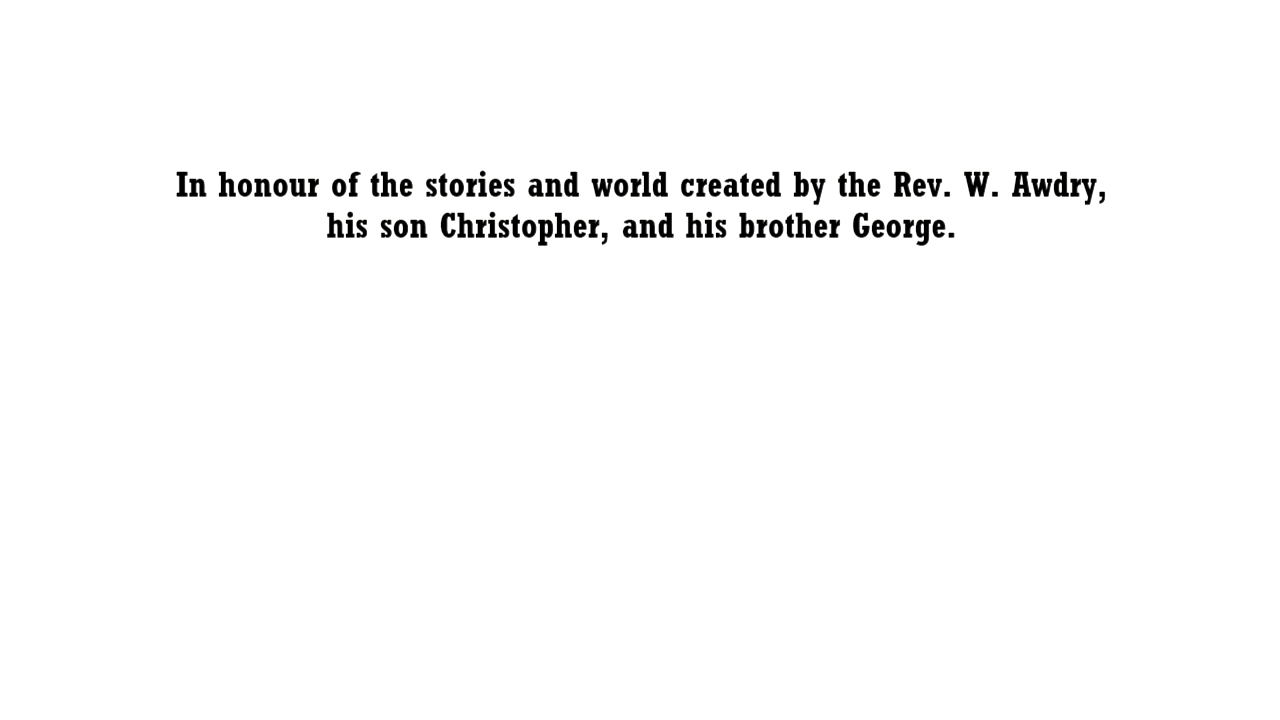 In honour of the stories and world created by the Rev. W. Awdry,
his son Christopher, and his brother George.